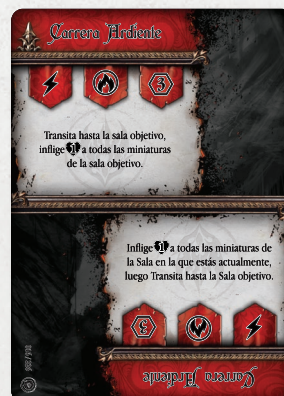 Carrera Ardiente
3
Transita hasta la sala objetivo,
inflige 1 a todas las miniaturas
de la sala objetivo.
Inflige 1 a todas las miniaturas de
la Sala en la que estás actualmente,
luego Transita hasta la Sala objetivo.
3
Carrera Ardiente